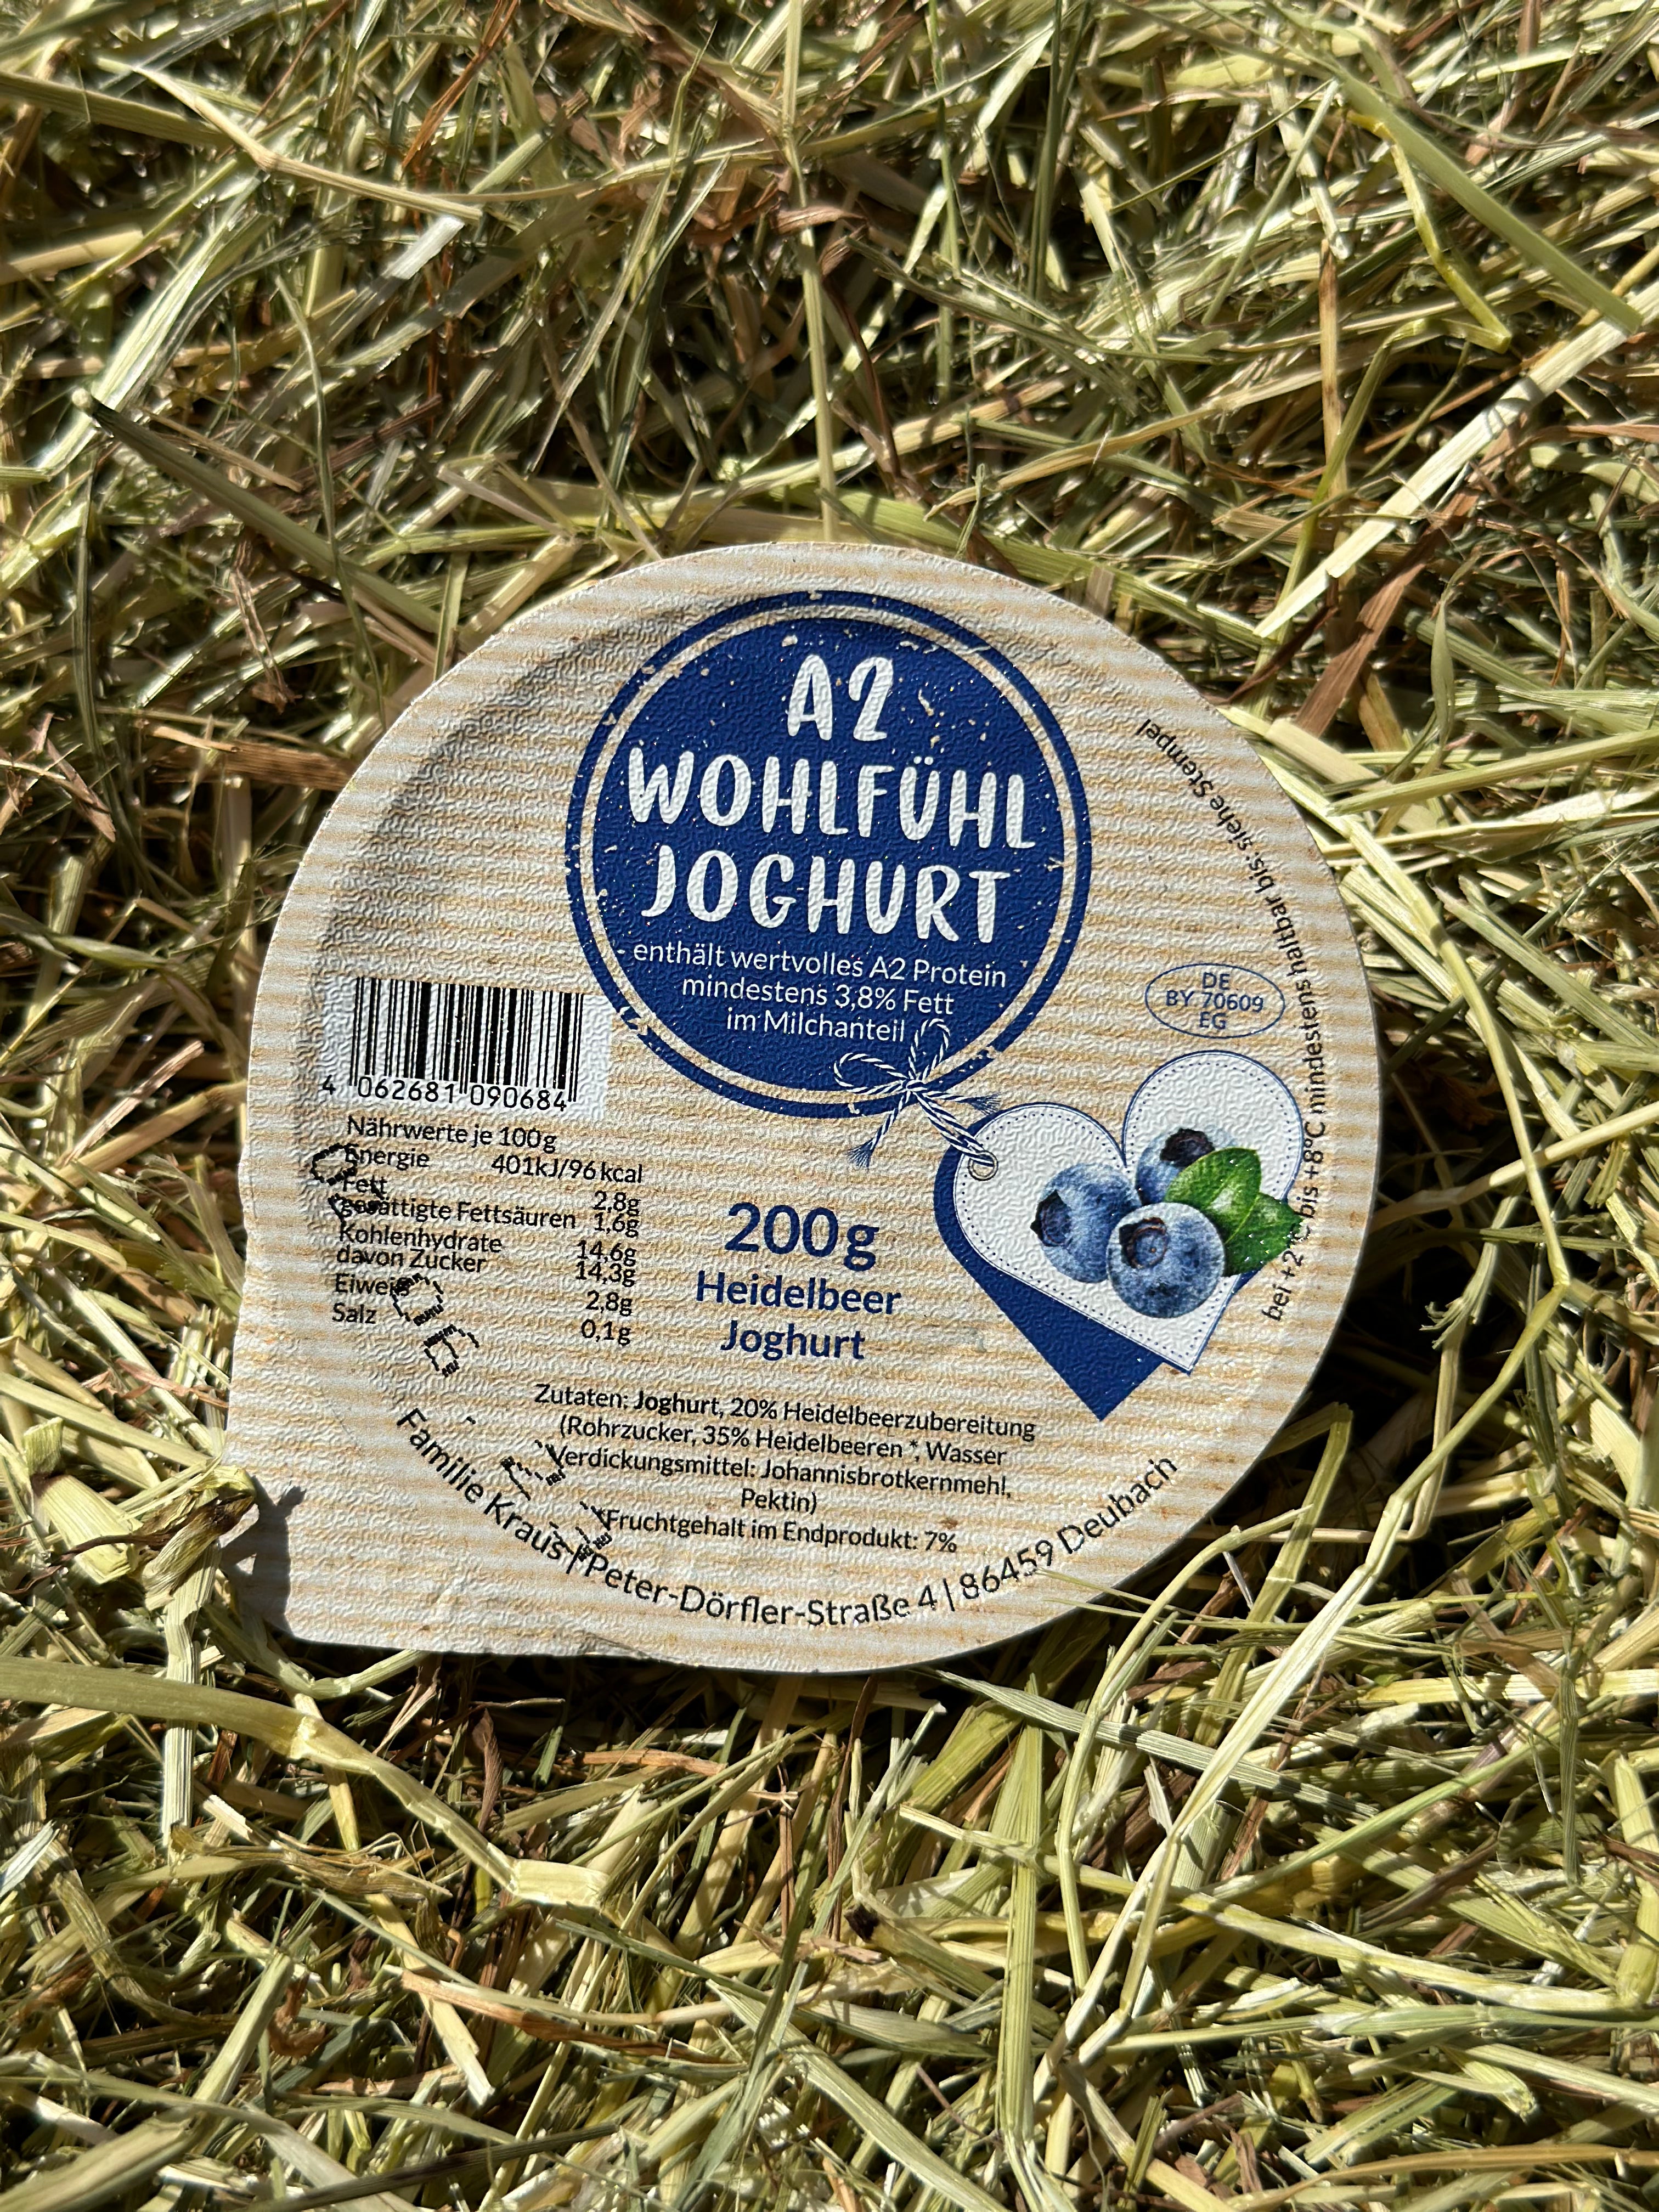 A2
WOHLFÜHL
JOGHURT
- enthält wertvolles A2 Protein
mindestens 3,8% Fett
im Milchanteil
bei +2°C bis +8°C mindestens haltbar bis: siehe Stempel
DE
BY 70609
EG
4 062681 090684
Nährwerte je 100g
Energie 401kJ/96 kcal
Fett 2,8g
gesättigte Fettsäuren 1,6g
Kohlenhydrate 14,6g
davon Zucker 14,3g
Eiweiß 2,8g
Salz 0,1g
200g
Heidelbeer
Joghurt
Zutaten: Joghurt, 20% Heidelbeerzubereitung
(Rohrzucker, 35% Heidelbeeren *, Wasser
Verdickungsmittel: Johannisbrotkernmehl,
Pektin)
Fruchtgehalt im Endprodukt: 7%
Familie Kraus | Peter-Dörfler-Straße 4 | 86459 Deubach